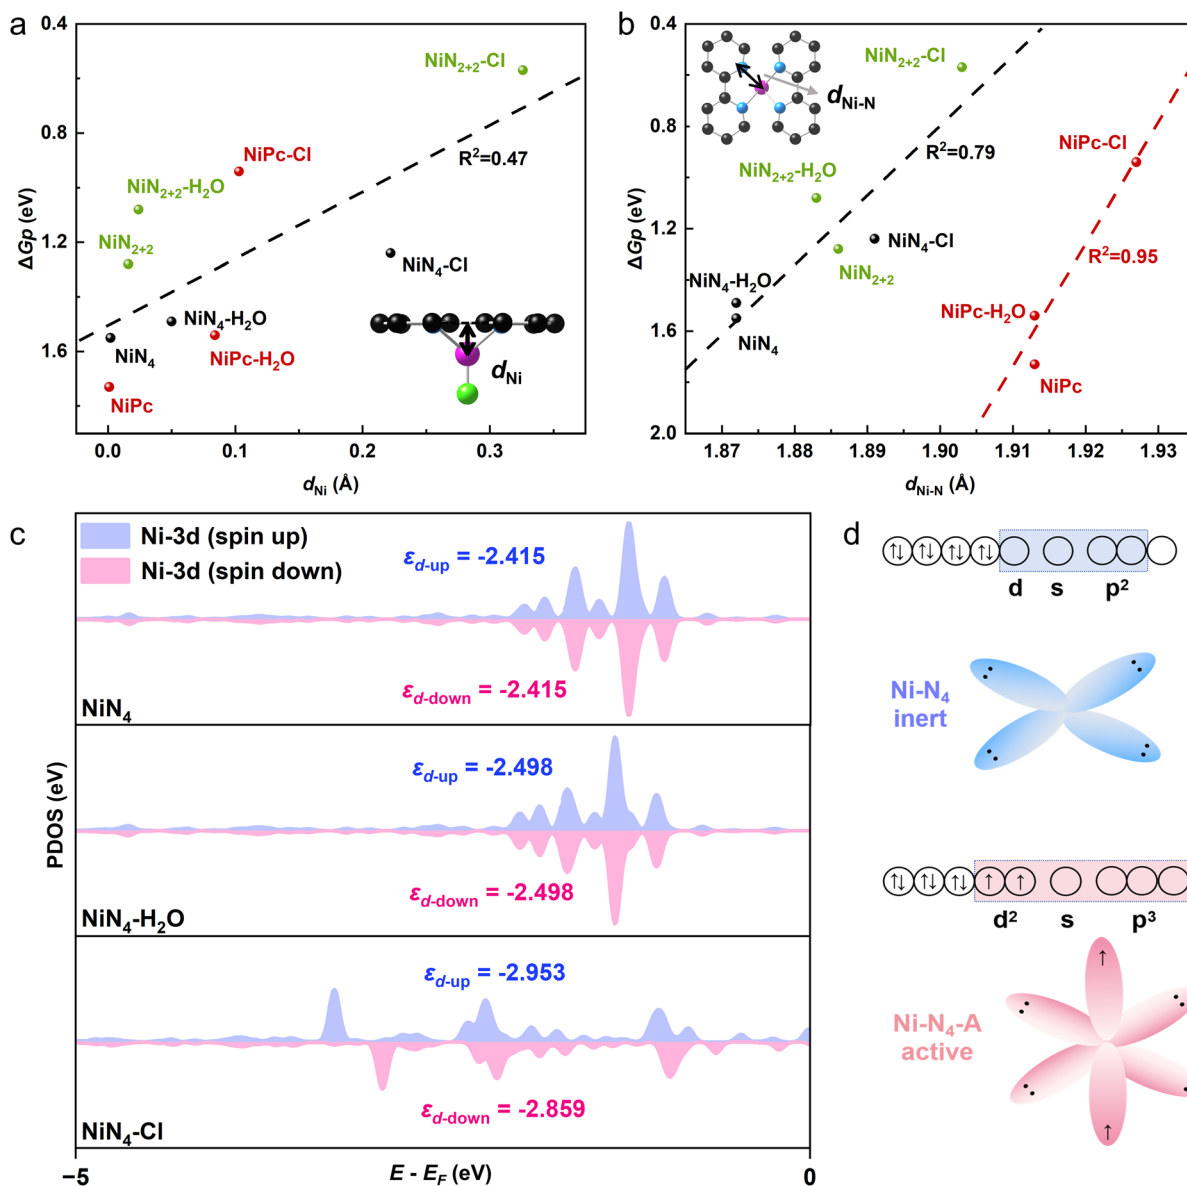 a
0.4
0.8
1.2
1.6
ΔGp (eV)
NiN2+2-Cl
NiPc-Cl
R²=0.47
NiN2+2-H2O
NiN2+2
NiN4-Cl
NiN4-H2O
NiN4
NiPc-H2O
NiPc
dNi
0.0
0.1
0.2
0.3
dNi (Å)
b
0.4
0.8
1.2
1.6
2.0
ΔGp (eV)
dNi-N
NiN2+2-Cl
R²=0.79
NiPc-Cl
NiN2+2-H2O
NiN4-Cl
NiN2+2
R²=0.95
NiN4-H2O
NiN4
NiPc-H2O
NiPc
1.87
1.88
1.89
1.90
1.91
1.92
1.93
dNi-N (Å)
c
Ni-3d (spin up)
Ni-3d (spin down)
εd-up = -2.415
εd-down = -2.415
NiN4
εd-up = -2.498
εd-down = -2.498
NiN4-H2O
εd-up = -2.953
εd-down = -2.859
NiN4-Cl
PDOS (eV)
−5
E - EF (eV)
0
d
↑↓ ↑↓ ↑↓ ↑↓
d s p²
Ni-N4
inert
↑↓ ↑↓ ↑↓ ↑ ↑
d² s p³
↑
Ni-N4-A
active
↑